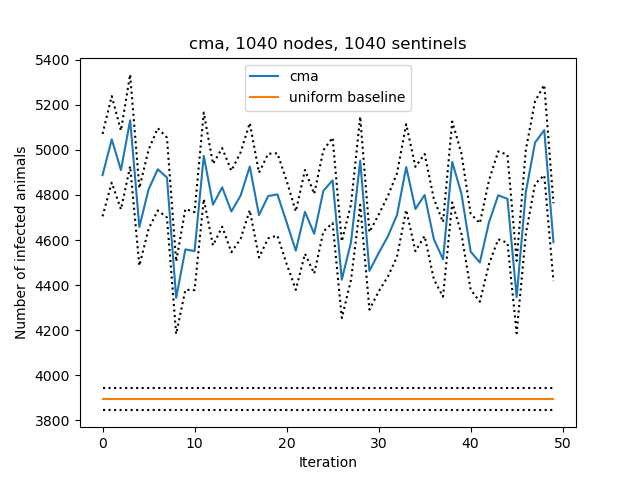 cma, 1040 nodes, 1040 sentinels
5400
5200
5000
4800
4600
4400
4200
4000
3800
Number of infected animals
cma
uniform baseline
0 10 20 30 40 50
Iteration